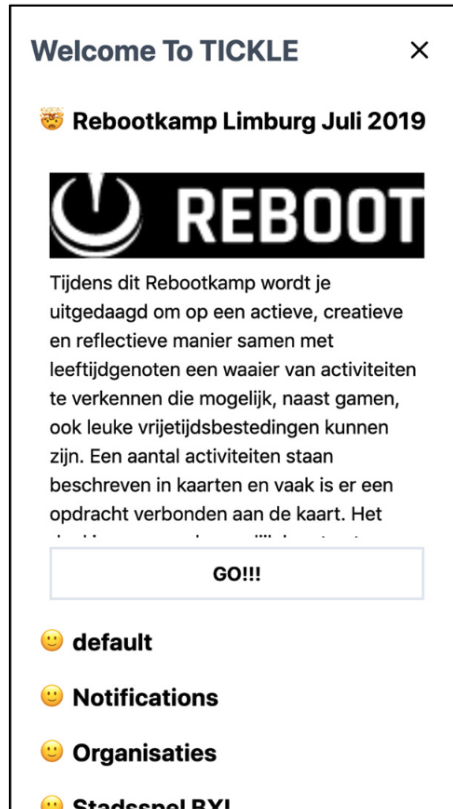 Welcome To TICKLE
Rebootkamp Limburg Juli 2019
REBOOT
Tijdens dit Rebootkamp wordt je
uitgedaagd om op een actieve, creatieve
en reflectieve manier samen met
leeftijdgenoten een waaier van activiteiten
te verkennen die mogelijk, naast gamen,
ook leuke vrijetijdsbestedingen kunnen
zijn. Een aantal activiteiten staan
beschreven in kaarten en vaak is er een
opdracht verbonden aan de kaart. Het
GO!!!
default
Notifications
Organisaties
Stadsspel BXL